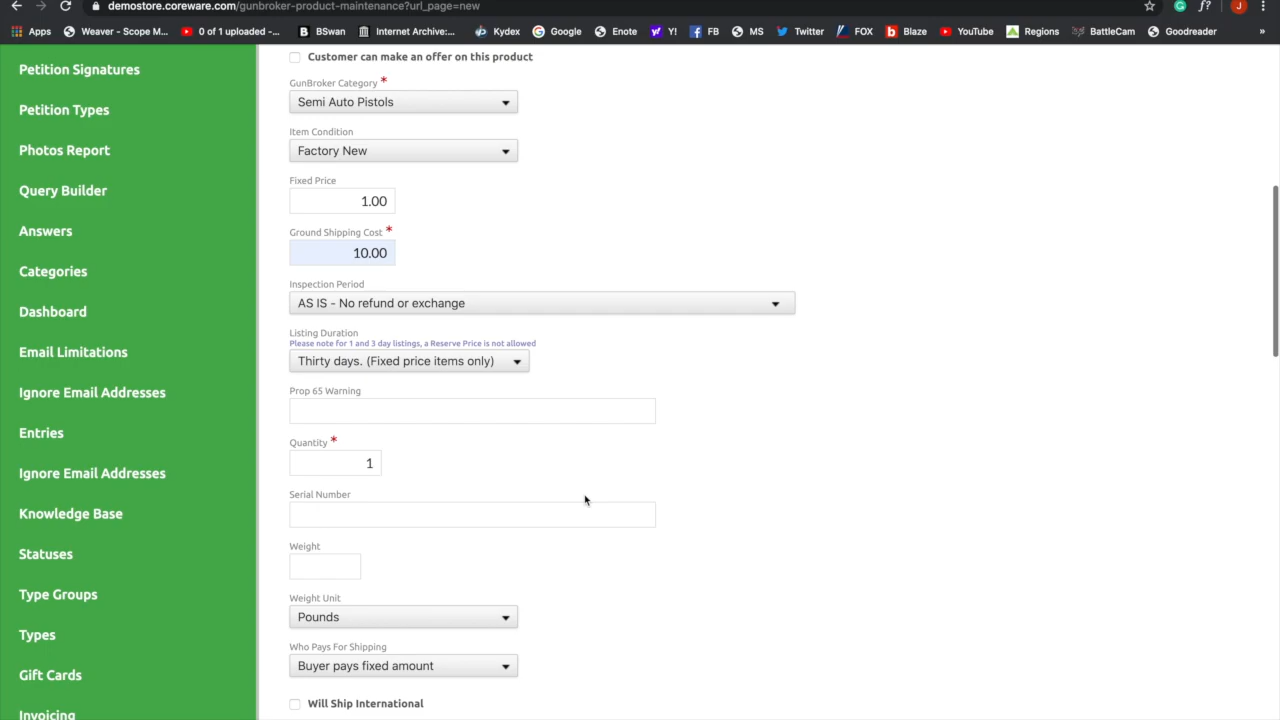 demostore.coreware.com/gunbroker-product-maintenance?url_page=new
Apps Weaver - Scope M... 0 of 1 uploaded -... BSwan Internet Archive:... Kydex Google Enote Y! FB MS Twitter FOX Blaze YouTube Regions BattleCam Goodreader »
Petition Signatures
Petition Types
Photos Report
Query Builder
Answers
Categories
Dashboard
Email Limitations
Ignore Email Addresses
Entries
Ignore Email Addresses
Knowledge Base
Statuses
Type Groups
Types
Gift Cards
Invoicing
Customer can make an offer on this product
GunBroker Category *
Semi Auto Pistols
Item Condition
Factory New
Fixed Price
1.00
Ground Shipping Cost *
10.00
Inspection Period
AS IS - No refund or exchange
Listing Duration
Please note for 1 and 3 day listings, a Reserve Price is not allowed
Thirty days. (Fixed price items only)
Prop 65 Warning
Quantity *
1
Serial Number
Weight
Weight Unit
Pounds
Who Pays For Shipping
Buyer pays fixed amount
Will Ship International